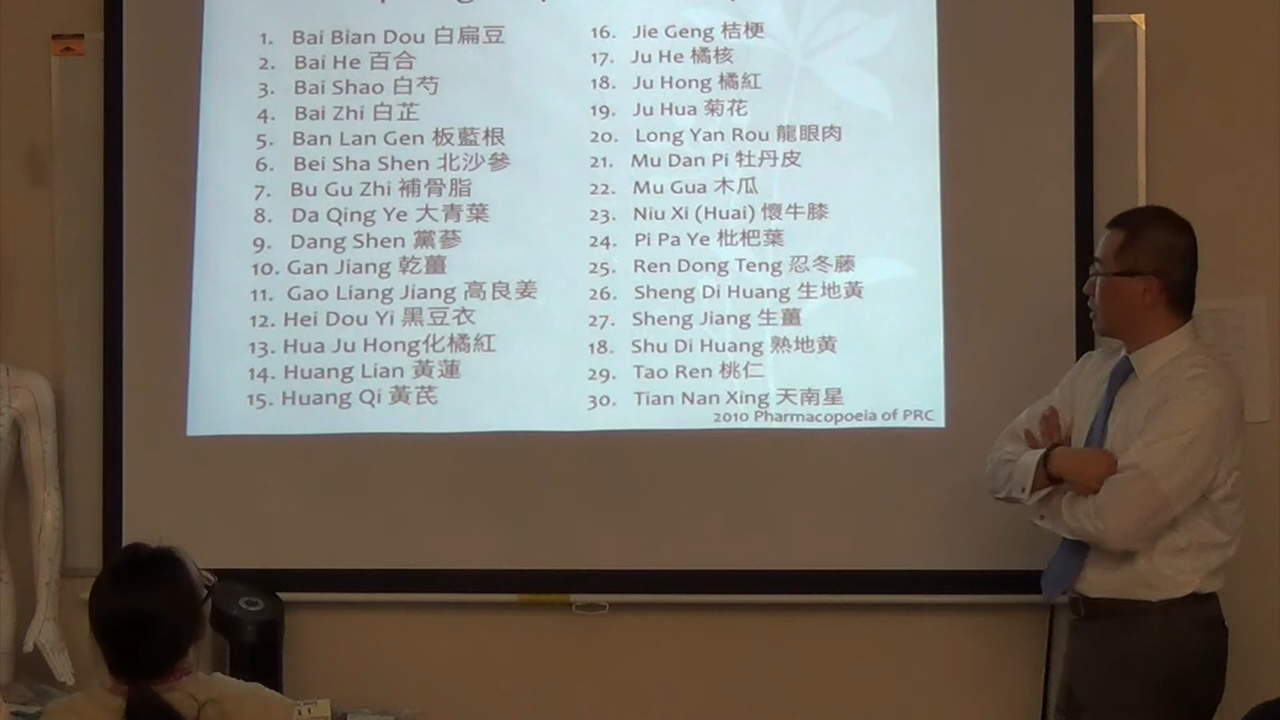 1. Bai Bian Dou 白扁豆
2. Bai He 百合
3. Bai Shao 白芍
4. Bai Zhi 白芷
5. Ban Lan Gen 板藍根
6. Bei Sha Shen 北沙參
7. Bu Gu Zhi 補骨脂
8. Da Qing Ye 大青葉
9. Dang Shen 黨蔘
10. Gan Jiang 乾薑
11. Gao Liang Jiang 高良姜
12. Hei Dou Yi 黑豆衣
13. Hua Ju Hong化橘紅
14. Huang Lian 黃蓮
15. Huang Qi 黃芪
16. Jie Geng 桔梗
17. Ju He 橘核
18. Ju Hong 橘紅
19. Ju Hua 菊花
20. Long Yan Rou 龍眼肉
21. Mu Dan Pi 牡丹皮
22. Mu Gua 木瓜
23. Niu Xi (Huai) 懷牛膝
24. Pi Pa Ye 枇杷葉
25. Ren Dong Teng 忍冬藤
26. Sheng Di Huang 生地黃
27. Sheng Jiang 生薑
18. Shu Di Huang 熟地黃
29. Tao Ren 桃仁
30. Tian Nan Xing 天南星
2010 Pharmacopoeia of PRC